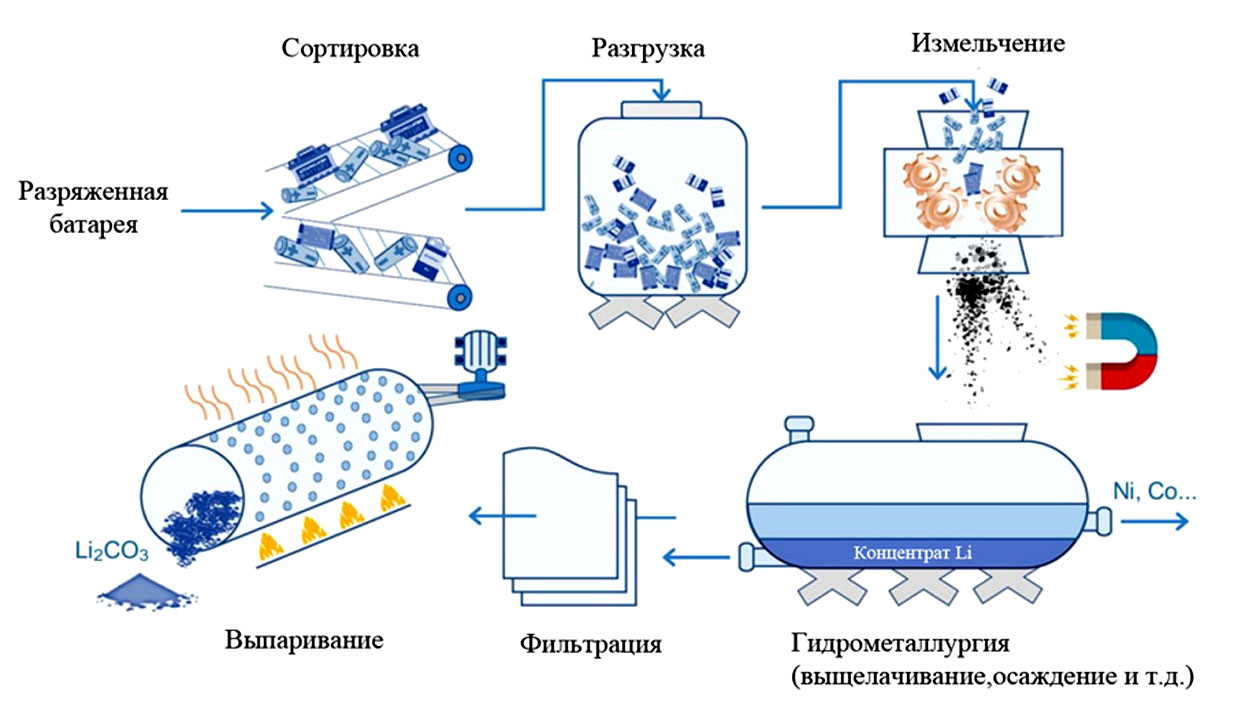 Сортировка
Разгрузка
Измельчение
Разряженная
батарея
Ni, Co...
Концентрат Li
Li₂CO₃
Выпаривание
Фильтрация
Гидрометаллургия
(выщелачивание,осаждение и т.д.)